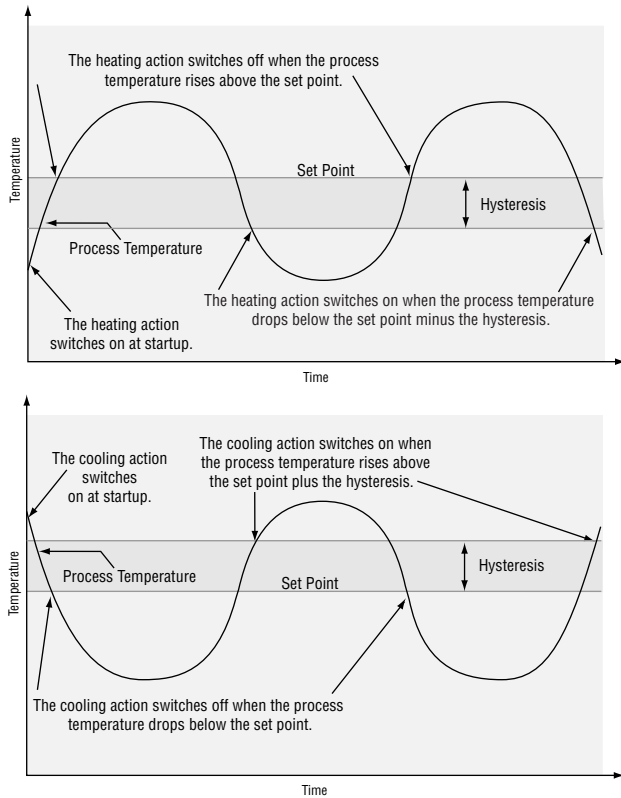 The heating action switches off when the process
temperature rises above the set point.
Temperature
Set Point
Hysteresis
Process Temperature
The heating action
switches on at startup.
The heating action switches on when the process temperature
drops below the set point minus the hysteresis.
Time
The cooling action
switches
on at startup.
The cooling action switches on when
the process temperature rises above
the set point plus the hysteresis.
Temperature
Process Temperature
Set Point
Hysteresis
The cooling action switches off when the process
temperature drops below the set point.
Time